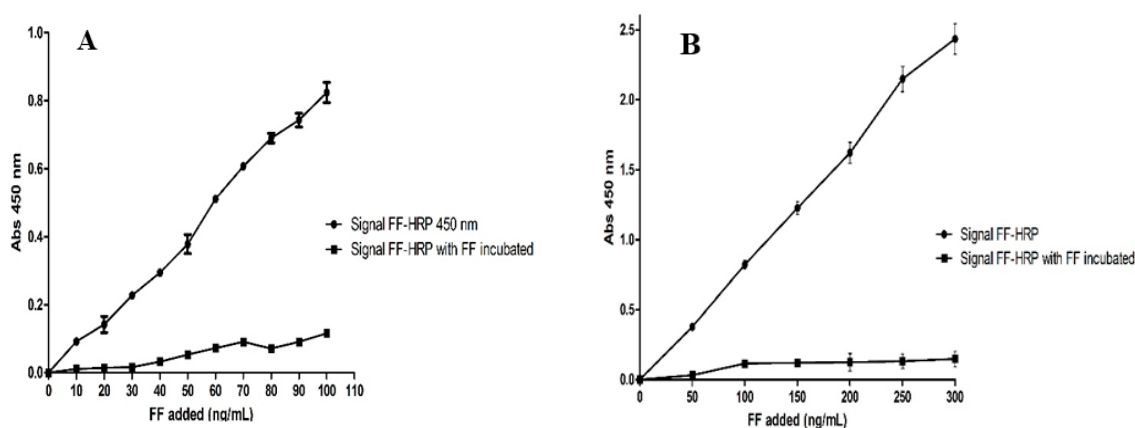 A
Abs 450 nm
1.0
0.8
0.6
0.4
0.2
0.0
0 10 20 30 40 50 60 70 80 90 100 110
FF added (ng/mL)
Signal FF-HRP 450 nm
Signal FF-HRP with FF incubated
B
Abs 450 nm
2.5
2.0
1.5
1.0
0.5
0.0
0 50 100 150 200 250 300
FF added (ng/mL)
Signal FF-HRP
Signal FF-HRP with FF incubated